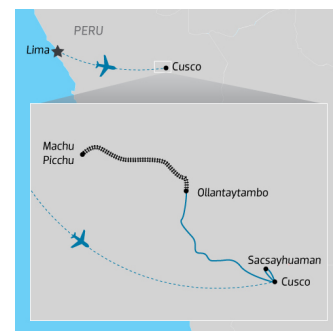 PERU
Lima
Cusco
Machu
Picchu
Ollantaytambo
Sacsayhuaman
Cusco